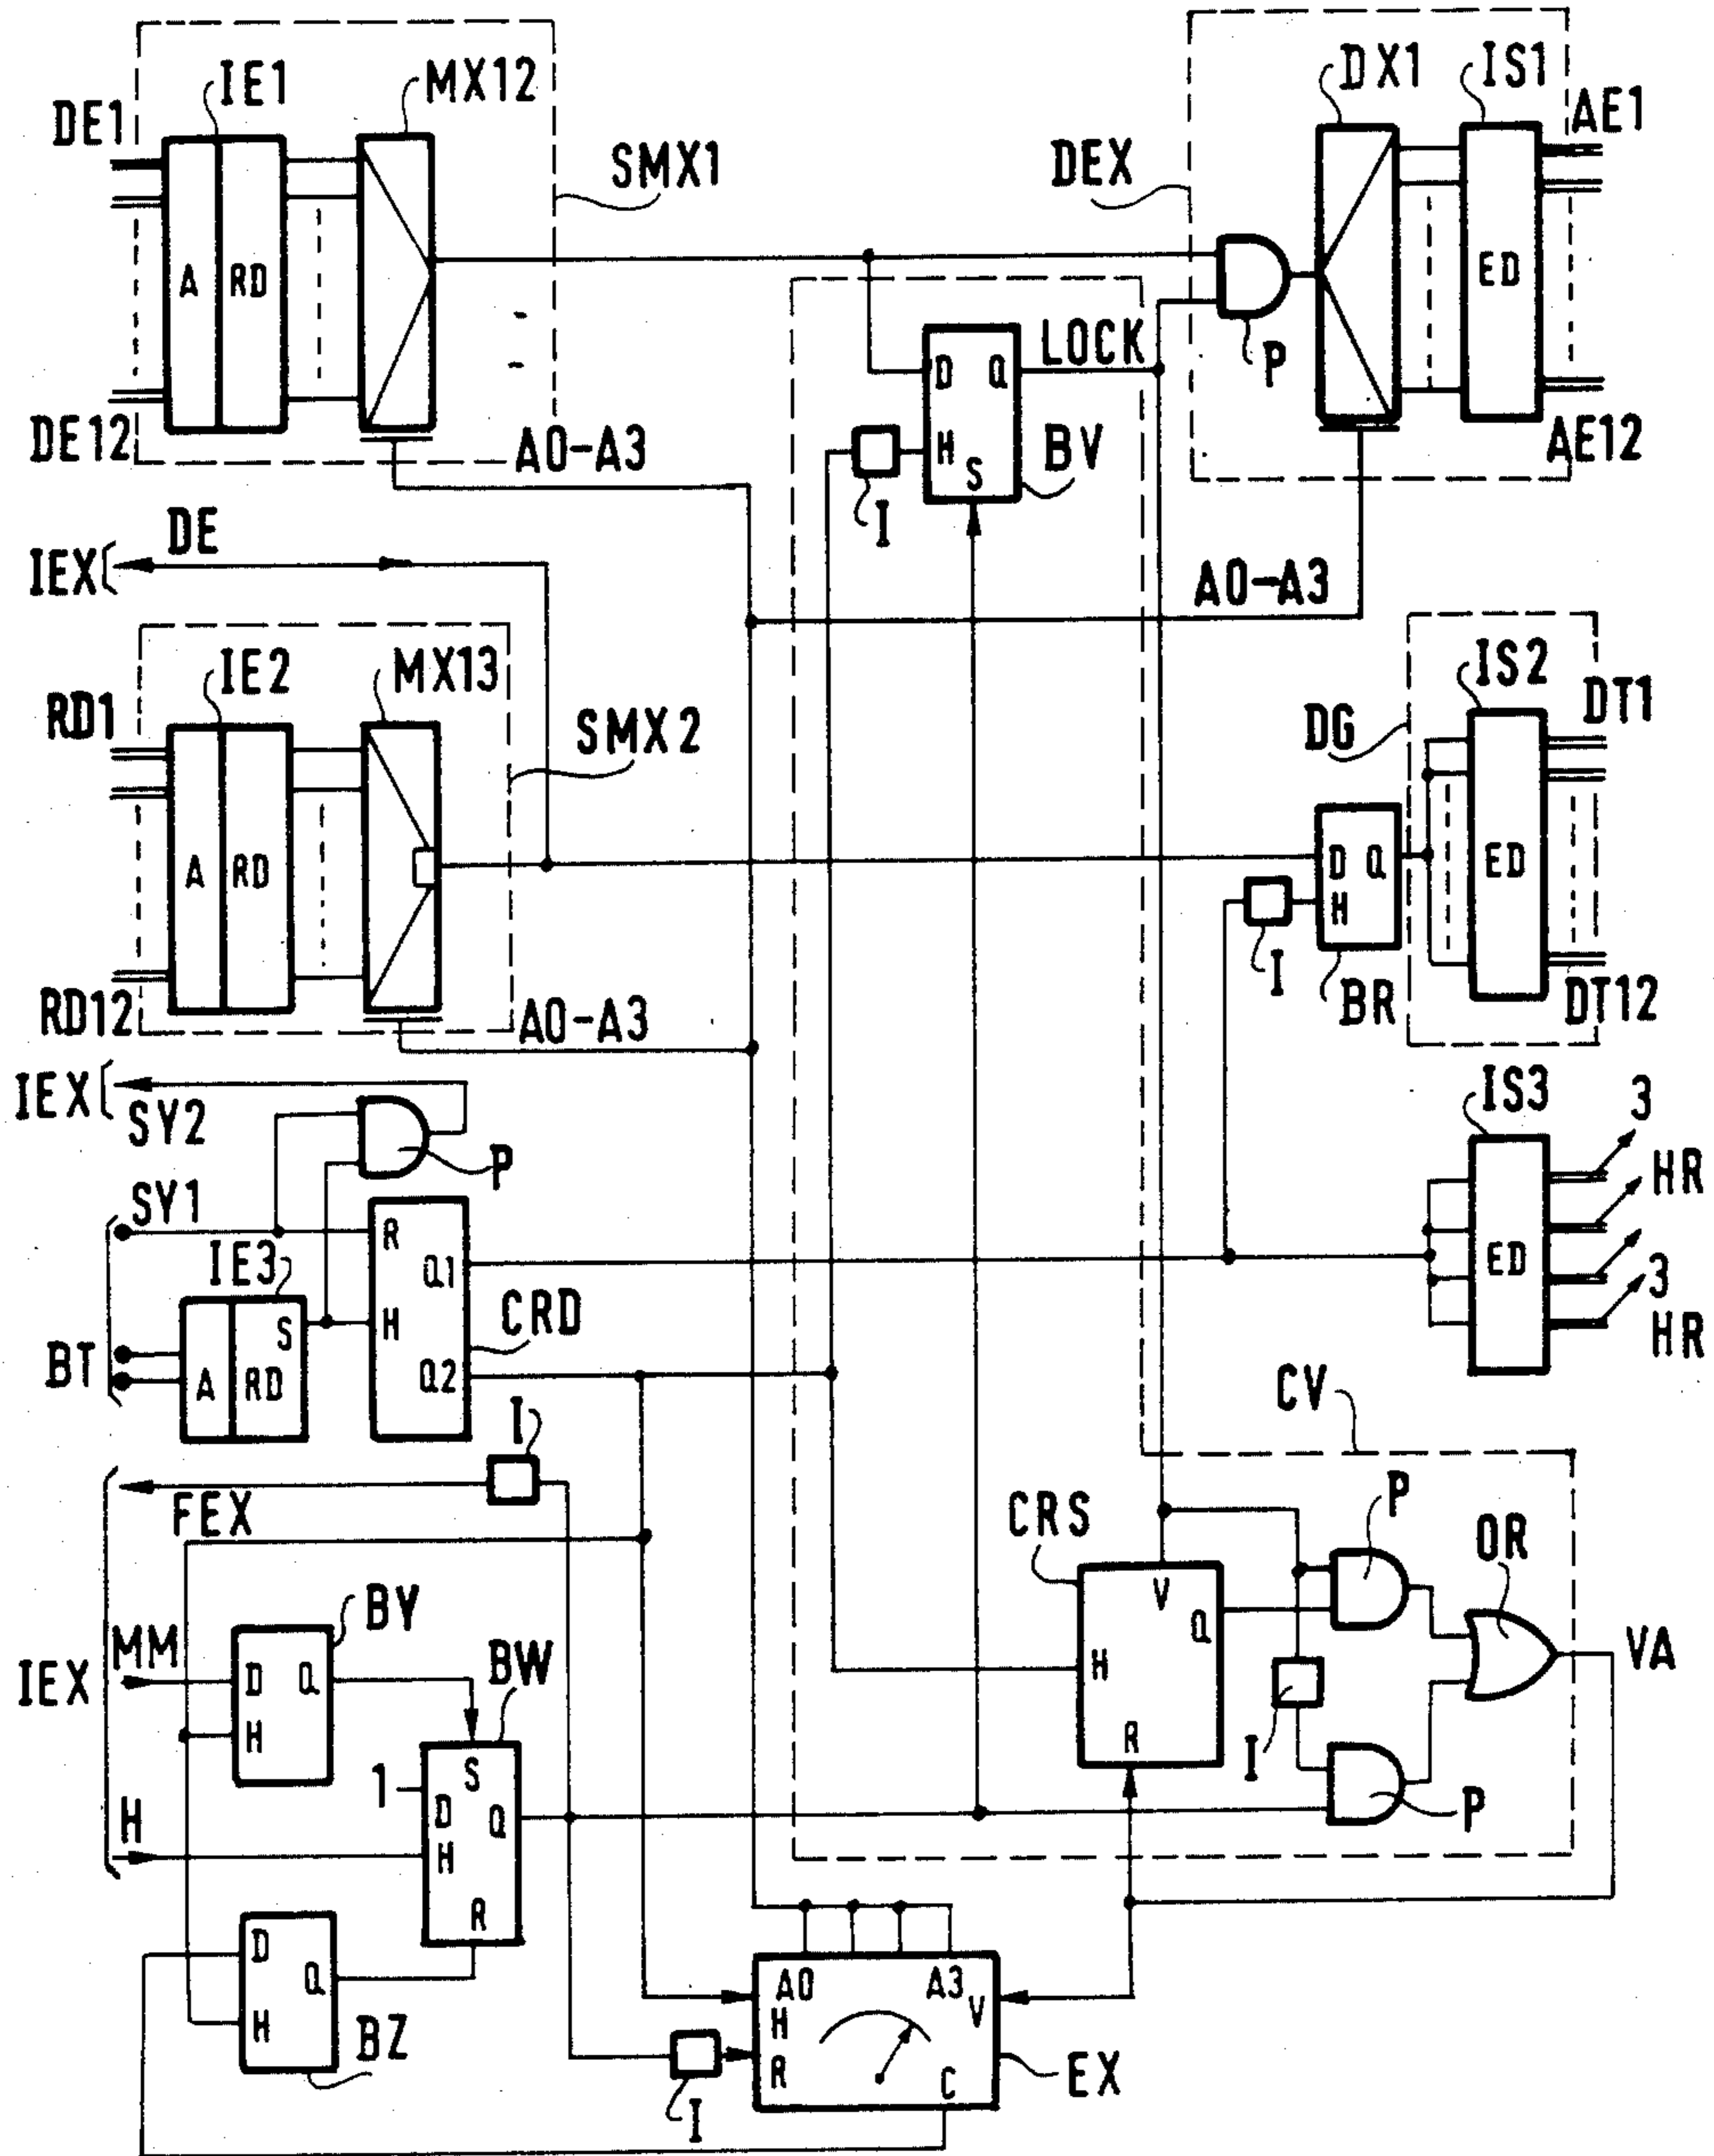 DE1
IE1
MX12
SMX1
A
RD
DE12
A0-A3
DEX
DX1
IS1
AE1
P
ED
AE12
LOCK
D
Q
H
S
BV
I
A0-A3
IEX
DE
RD1
IE2
MX13
SMX2
A
RD
RD12
A0-A3
DG
IS2
DT1
ED
DT12
D
Q
H
I
BR
IEX
SY2
P
SY1
R
Q1
IE3
H
CRD
S
BT
A
RD
Q2
IS3
3
HR
ED
3
HR
CV
I
FEX
CRS
P
OR
V
Q
H
R
I
P
VA
IEX
MM
BY
D
Q
H
BW
1
S
D
Q
H
R
H
D
Q
H
BZ
A0
A3
H
V
R
C
I
EX